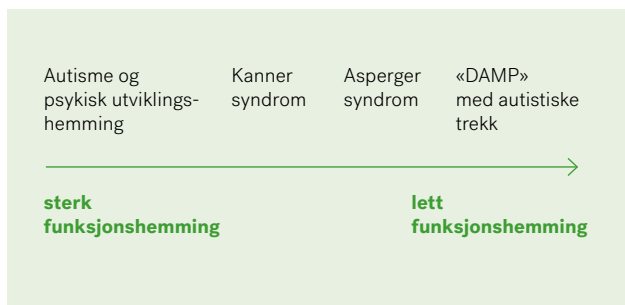 Autisme og
psykisk utviklings-
hemming
Kanner
syndrom
Asperger
syndrom
«DAMP»
med autistiske
trekk
sterk
funksjonshemming
lett
funksjonshemming